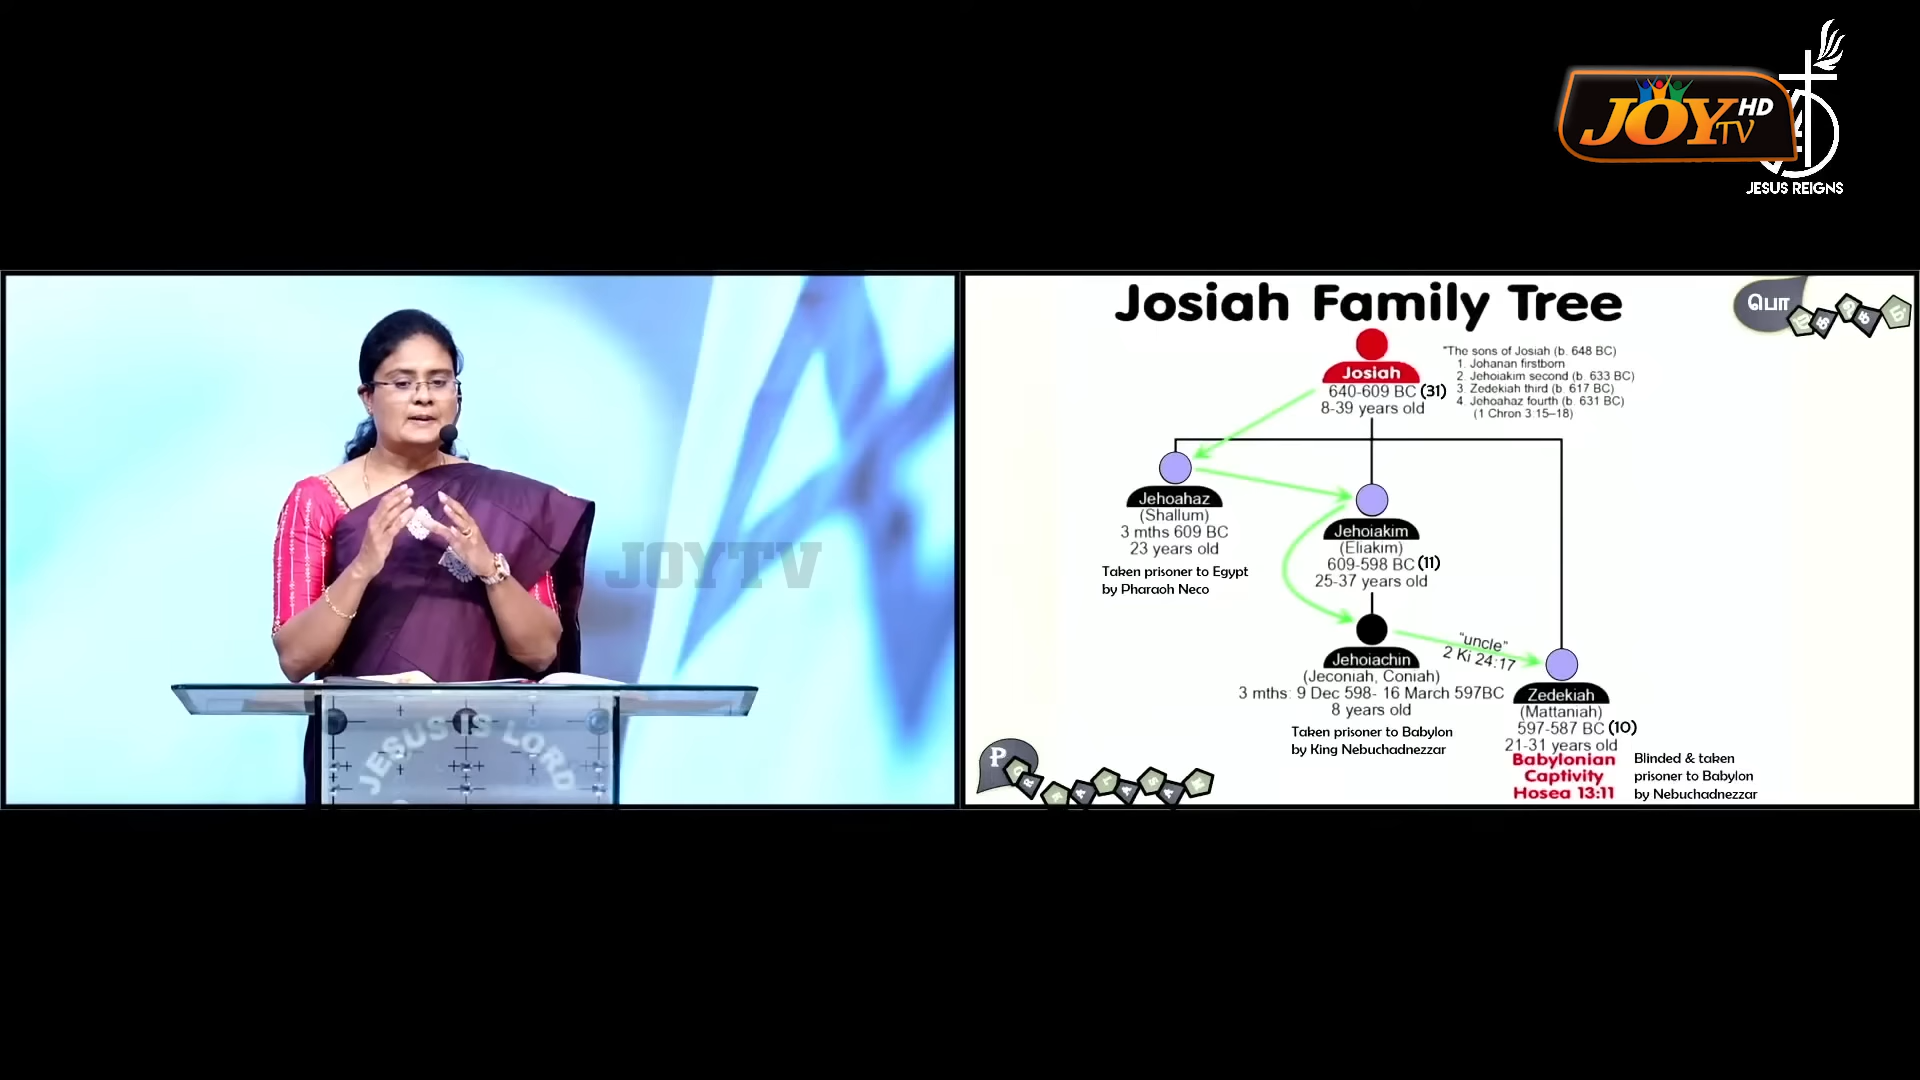 JOY TV HD
JESUS REIGNS
JOYTV
JESUS IS LORD
Josiah Family Tree
பொ
Josiah
640-609 BC (31)
8-39 years old
"The sons of Josiah (b. 648 BC)
1. Johanan firstborn
2. Jehoiakim second (b. 633 BC)
3. Zedekiah third (b. 617 BC)
4. Jehoahaz fourth (b. 631 BC)
(1 Chron 3:15–18)
Jehoahaz
(Shallum)
3 mths 609 BC
23 years old
Taken prisoner to Egypt
by Pharaoh Neco
Jehoiakim
(Eliakim)
609-598 BC (11)
25-37 years old
"uncle"
2 Ki 24:17
Jehoiachin
(Jeconiah, Coniah)
3 mths: 9 Dec 598- 16 March 597BC
8 years old
Taken prisoner to Babylon
by King Nebuchadnezzar
Zedekiah
(Mattaniah)
597-587 BC (10)
21-31 years old
Babylonian
Captivity
Hosea 13:11
Blinded & taken
prisoner to Babylon
by Nebuchadnezzar